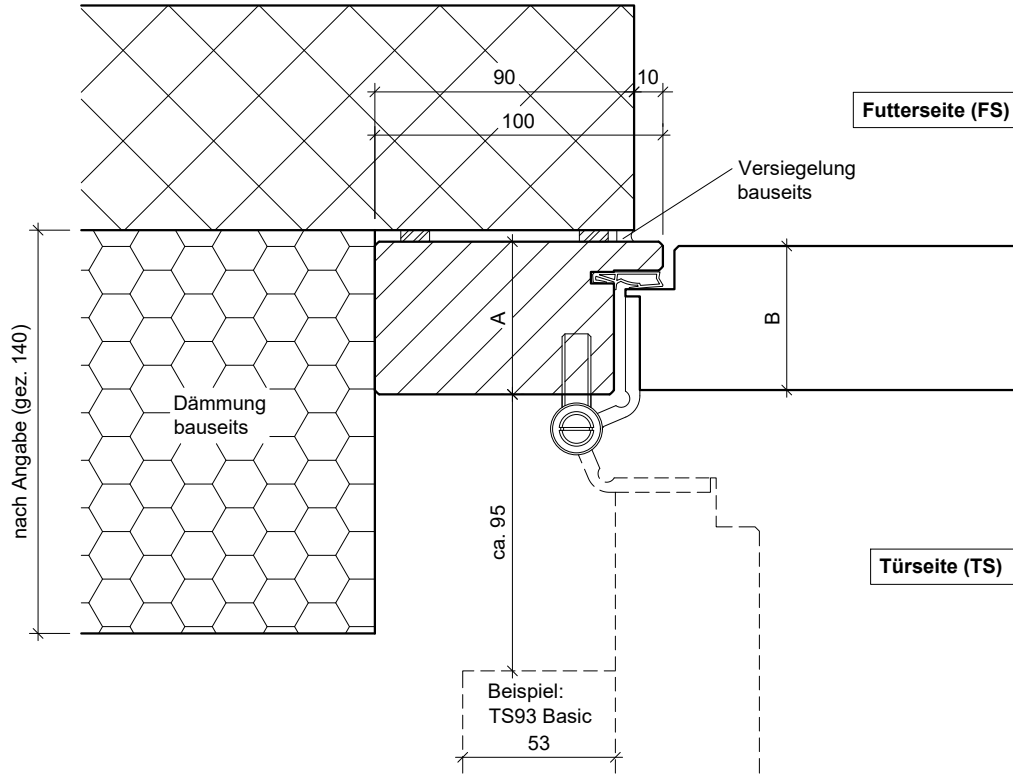 90
10
100
Futterseite (FS)
Versiegelung
bauseits
A
B
nach Angabe (gez. 140)
Dämmung
bauseits
ca. 95
Türseite (TS)
Beispiel:
TS93 Basic
53